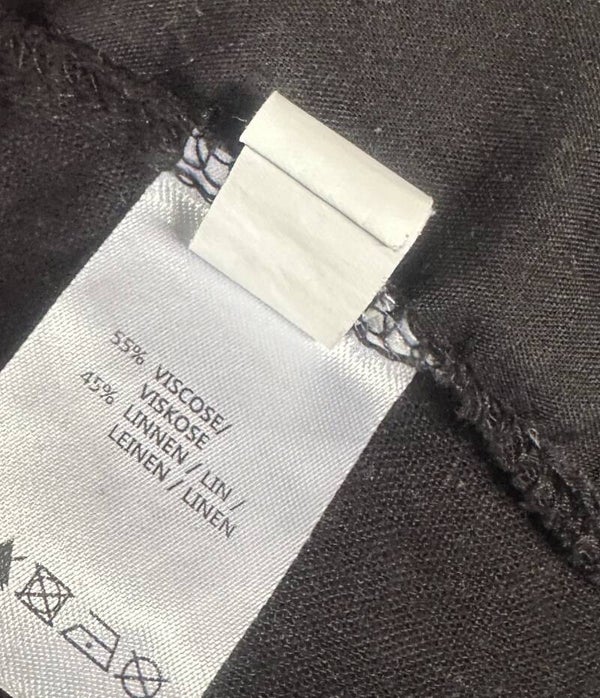 55% VISCOSE/
VISKOSE
45% LINNEN / LIN /
LEINEN / LINEN